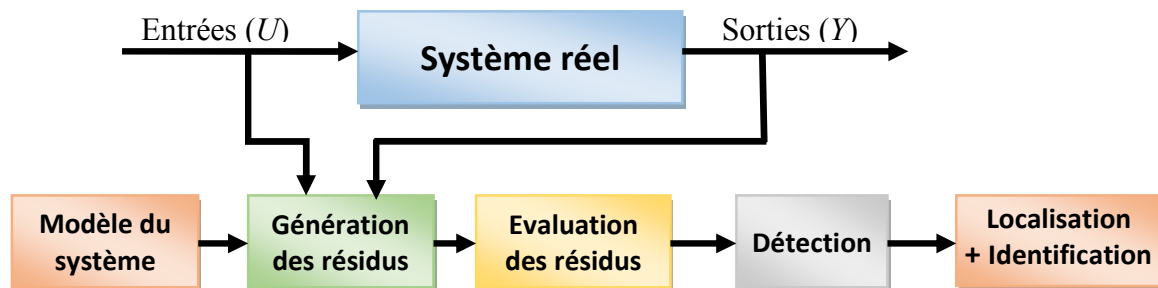 Entrées (U)
Sorties (Y)
Système réel
Modèle du
système
Génération
des résidus
Evaluation
des résidus
Détection
Localisation
+ Identification